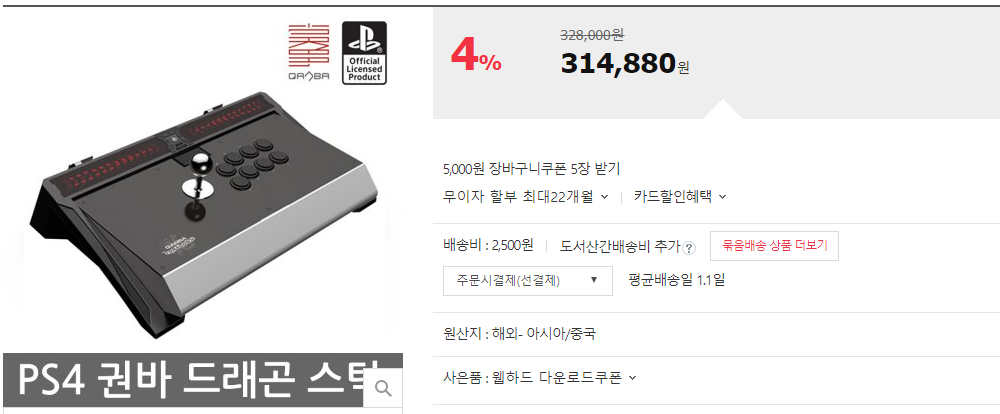 QANBA
PlayStation
®
Official
Licensed
Product
PS4 권바 드래곤 스틱
4%
328,000원
314,880원
5,000원 장바구니쿠폰 5장 받기
무이자 할부 최대22개월
카드할인혜택
배송비 : 2,500원
도서산간배송비 추가 ?
묶음배송 상품 더보기
주문시결제(선결제) ▼
평균배송일 1.1일
원산지 : 해외- 아시아/중국
사은품 : 웹하드 다운로드쿠폰